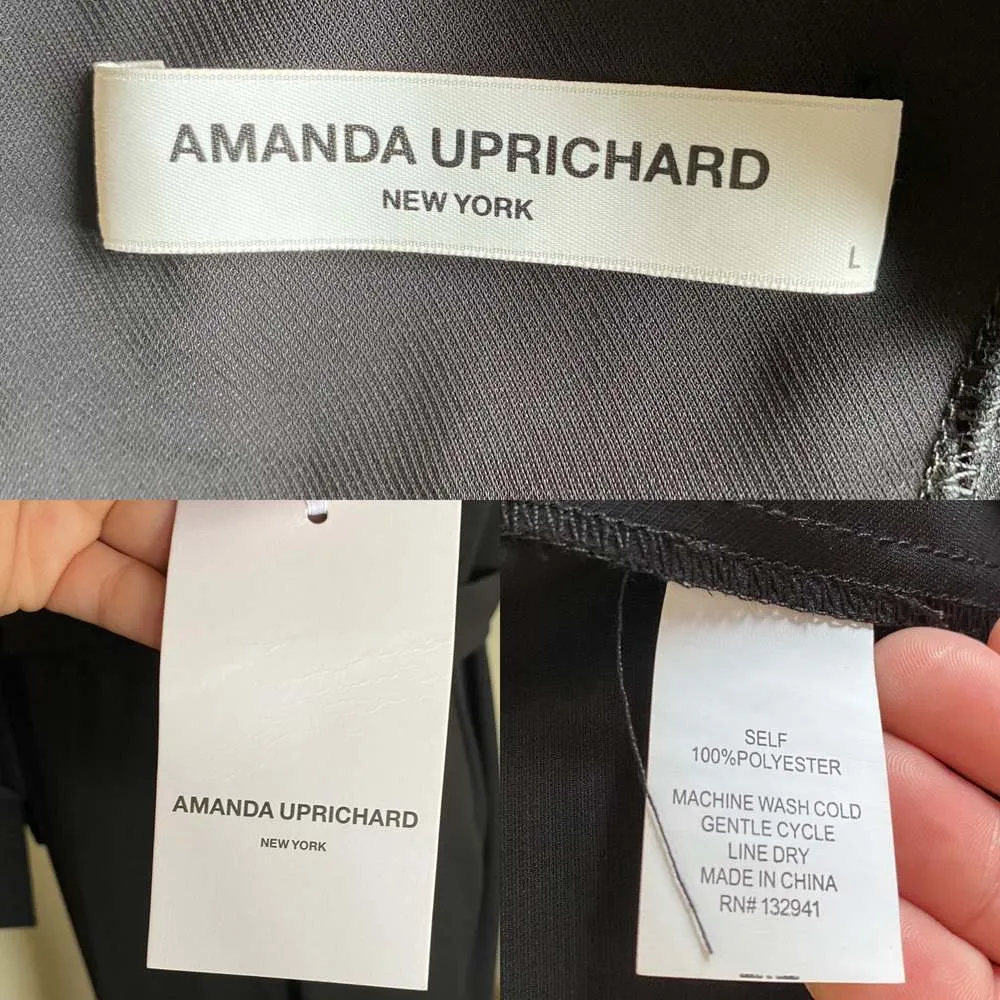 AMANDA UPRICHARD
NEW YORK
L
AMANDA UPRICHARD
NEW YORK
SELF
100%POLYESTER
MACHINE WASH COLD
GENTLE CYCLE
LINE DRY
MADE IN CHINA
RN# 132941